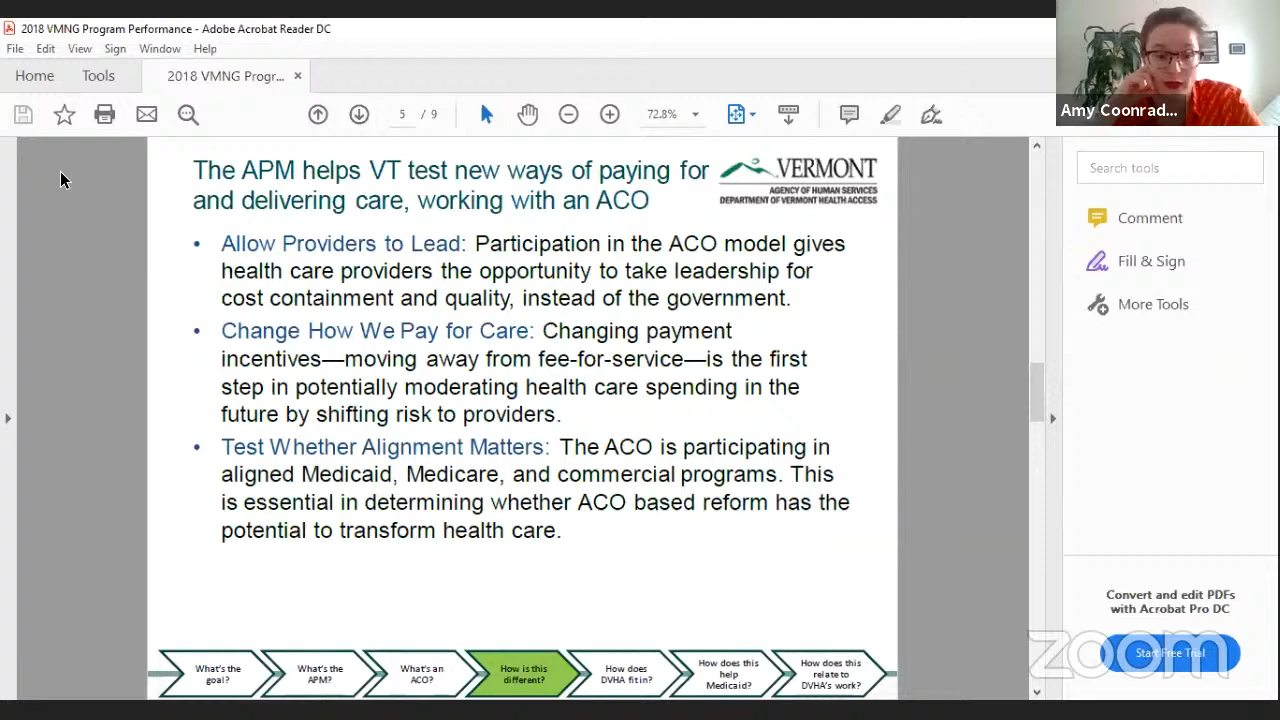 2018 VMNG Program Performance - Adobe Acrobat Reader DC
File Edit View Sign Window Help
Home Tools 2018 VMNG Progr... ×
5 / 9 72.8%
Amy Coonrad...
The APM helps VT test new ways of paying for
and delivering care, working with an ACO
VERMONT
AGENCY OF HUMAN SERVICES
DEPARTMENT OF VERMONT HEALTH ACCESS
• Allow Providers to Lead: Participation in the ACO model gives
health care providers the opportunity to take leadership for
cost containment and quality, instead of the government.
• Change How We Pay for Care: Changing payment
incentives—moving away from fee-for-service—is the first
step in potentially moderating health care spending in the
future by shifting risk to providers.
• Test Whether Alignment Matters: The ACO is participating in
aligned Medicaid, Medicare, and commercial programs. This
is essential in determining whether ACO based reform has the
potential to transform health care.
What's the
goal?
What's the
APM?
What's an
ACO?
How is this
different?
How does
DVHA fit in?
How does this
help
Medicaid?
How does this
relate to
DVHA's work?
Search tools
Comment
Fill & Sign
More Tools
Convert and edit PDFs
with Acrobat Pro DC
Start Free Trial
zoom